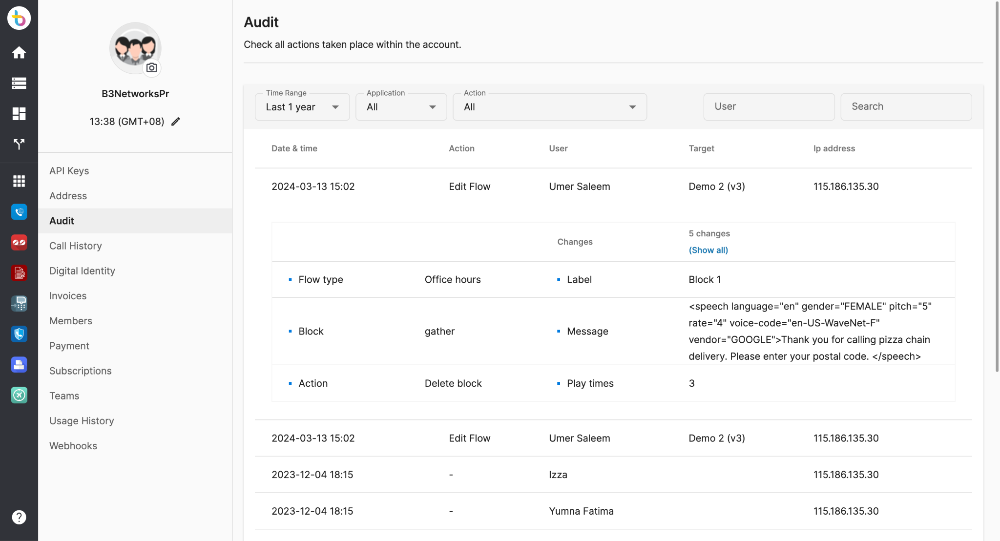 B3NetworksPr
13:38 (GMT+08)
API Keys
Address
Audit
Call History
Digital Identity
Invoices
Members
Payment
Subscriptions
Teams
Usage History
Webhooks
?
Audit
Check all actions taken place within the account.
Time Range
Last 1 year
Application
All
Action
All
User
Search
Date & time Action User Target Ip address
2024-03-13 15:02 Edit Flow Umer Saleem Demo 2 (v3) 115.186.135.30
Changes
5 changes
(Show all)
Flow type Office hours Label Block 1
Block gather Message
<speech language="en" gender="FEMALE" pitch="5"
rate="4" voice-code="en-US-WaveNet-F"
vendor="GOOGLE">Thank you for calling pizza chain
delivery. Please enter your postal code. </speech>
Action Delete block Play times 3
2024-03-13 15:02 Edit Flow Umer Saleem Demo 2 (v3) 115.186.135.30
2023-12-04 18:15 - Izza 115.186.135.30
2023-12-04 18:15 - Yumna Fatima 115.186.135.30